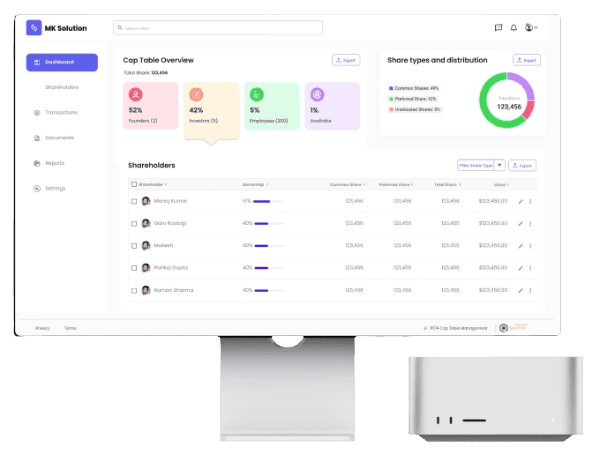 MK Solution
Search here
Dashboard
Shareholders
Transactions
Documents
Reports
Settings
Cap Table Overview
Export
Total Share: 123,456
52%
Founders (2)
42%
Investors (5)
5%
Employees (200)
1%
Available
Share types and distribution
Export
Common Shares: 49%
Preferred Share: 42%
Unallocated Share: 9%
Total Share
123,456
Shareholders
Filter Share Type
Export
Shareholder Ownership Common Share Preferred share Total Share Value
Manoj Kumar 51% 123,456 123,456 123,456 $123,456.00
Garv Rastogi 40% 123,456 123,456 123,456 $123,456.00
Mukesh 40% 123,456 123,456 123,456 $123,456.00
Pankaj Gupta 40% 123,456 123,456 123,456 $123,456.00
Raman Sharma 40% 123,456 123,456 123,456 $123,456.00
Privacy Terms
2024 Cap Table Management